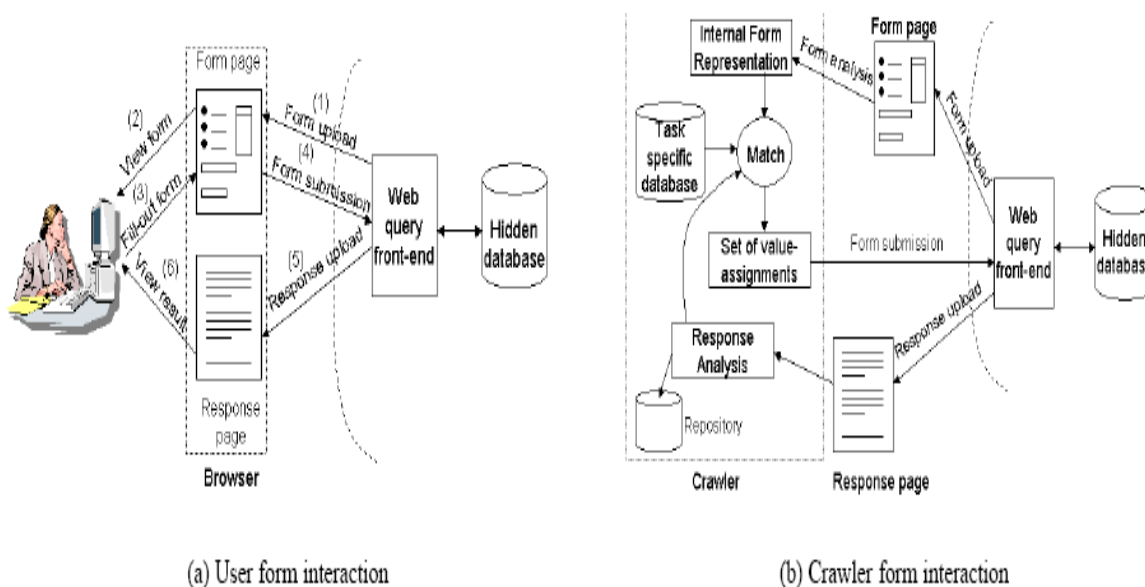 Form page
(1)
Form upload
(2)
View form
(3)
Fill-out form
(4)
Form submission
Web
query
front-end
Hidden
database
(5)
Response upload
(6)
View result
Response
page
Browser
(a) User form interaction
Internal Form
Representation
Form analysis
Form page
Form upload
Task
specific
database
Match
Set of value-
assignments
Form submission
Web
query
front-end
Hidden
databas
Response upload
Response
Analysis
Repository
Crawler
Response page
(b) Crawler form interaction